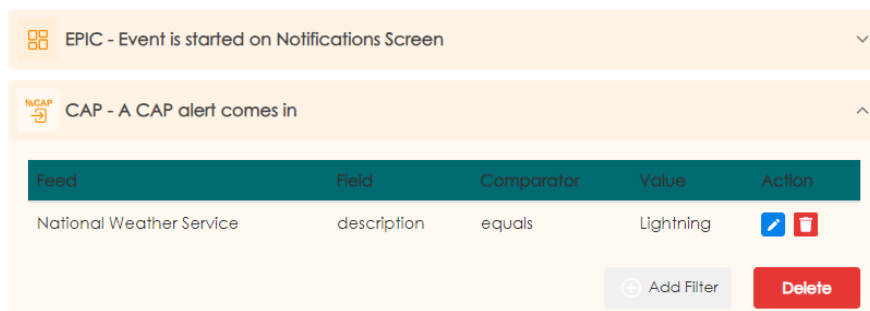 EPIC - Event is started on Notifications Screen
CAP
CAP - A CAP alert comes in
Feed Field Comparator Value Action
National Weather Service description equals Lightning
Add Filter Delete